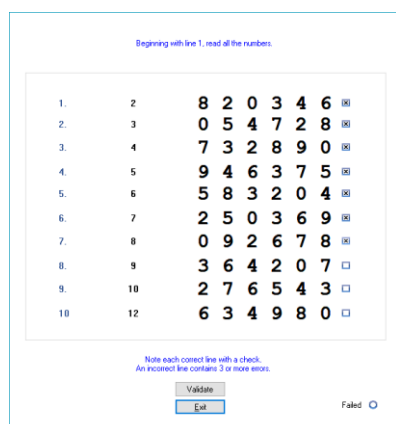 Beginning with line 1, read all the numbers.
1. 2 8 2 0 3 4 6
2. 3 0 5 4 7 2 8
3. 4 7 3 2 8 9 0
4. 5 9 4 6 3 7 5
5. 6 5 8 3 2 0 4
6. 7 2 5 0 3 6 9
7. 8 0 9 2 6 7 8
8. 9 3 6 4 2 0 7
9. 10 2 7 6 5 4 3
10 12 6 3 4 9 8 0
Note each correct line with a check.
An incorrect line contains 3 or more errors.
Validate
Exit
Failed